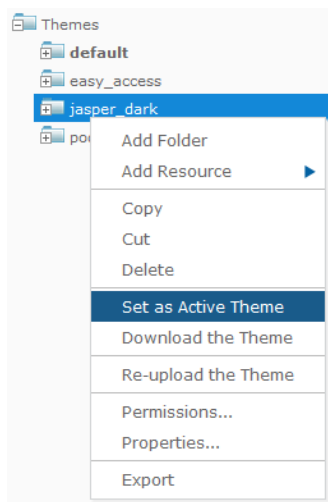 Themes
default
easy_access
jasper_dark
Add Folder
Add Resource
Copy
Cut
Delete
Set as Active Theme
Download the Theme
Re-upload the Theme
Permissions...
Properties...
Export